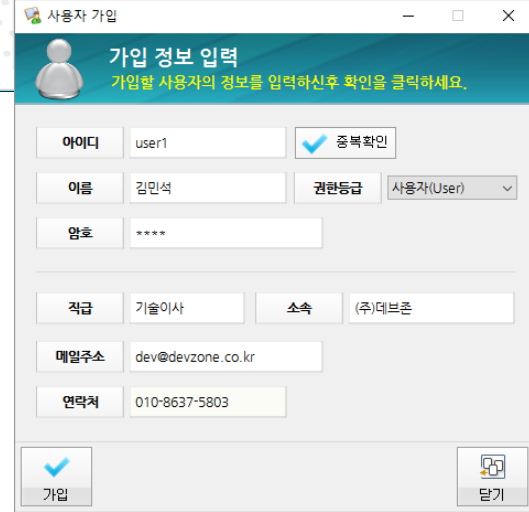 사용자 가입
가입 정보 입력
가입할 사용자의 정보를 입력하신후 확인을 클릭하세요.
아이디 user1 중복확인
이름 김민석 권한등급 사용자(User)
암호 ****
직급 기술이사 소속 (주)데브존
메일주소 dev@devzone.co.kr
연락처 010-8637-5803
가입 닫기